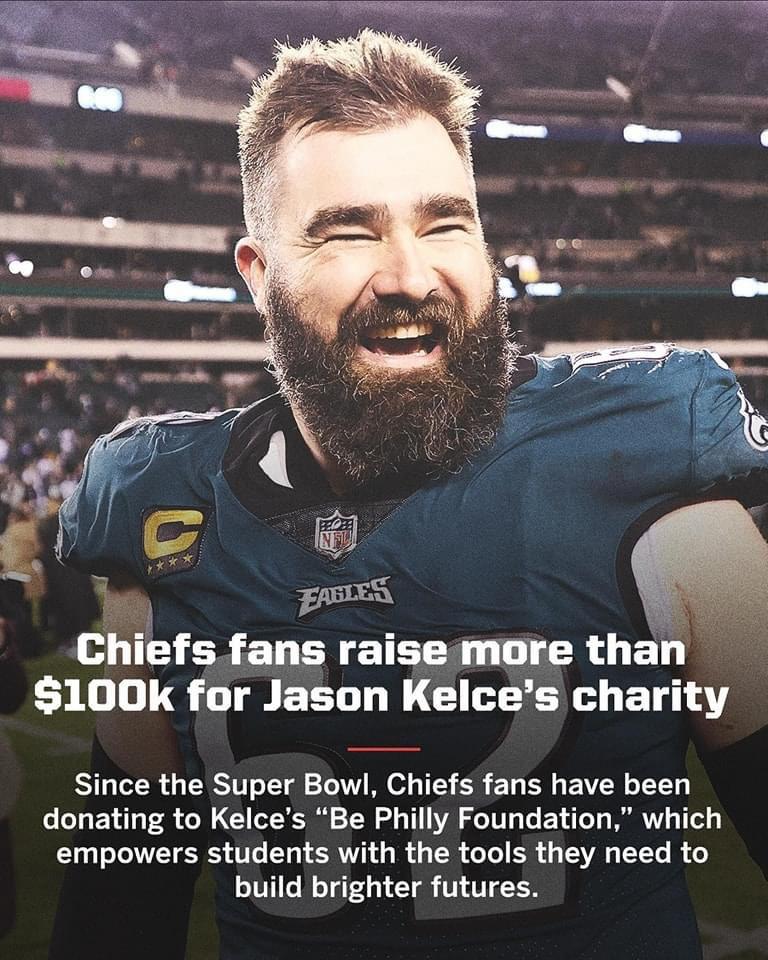 C
NFL
EAGLES
62
Chiefs fans raise more than
$100k for Jason Kelce's charity
Since the Super Bowl, Chiefs fans have been
donating to Kelce's “Be Philly Foundation,” which
empowers students with the tools they need to
build brighter futures.